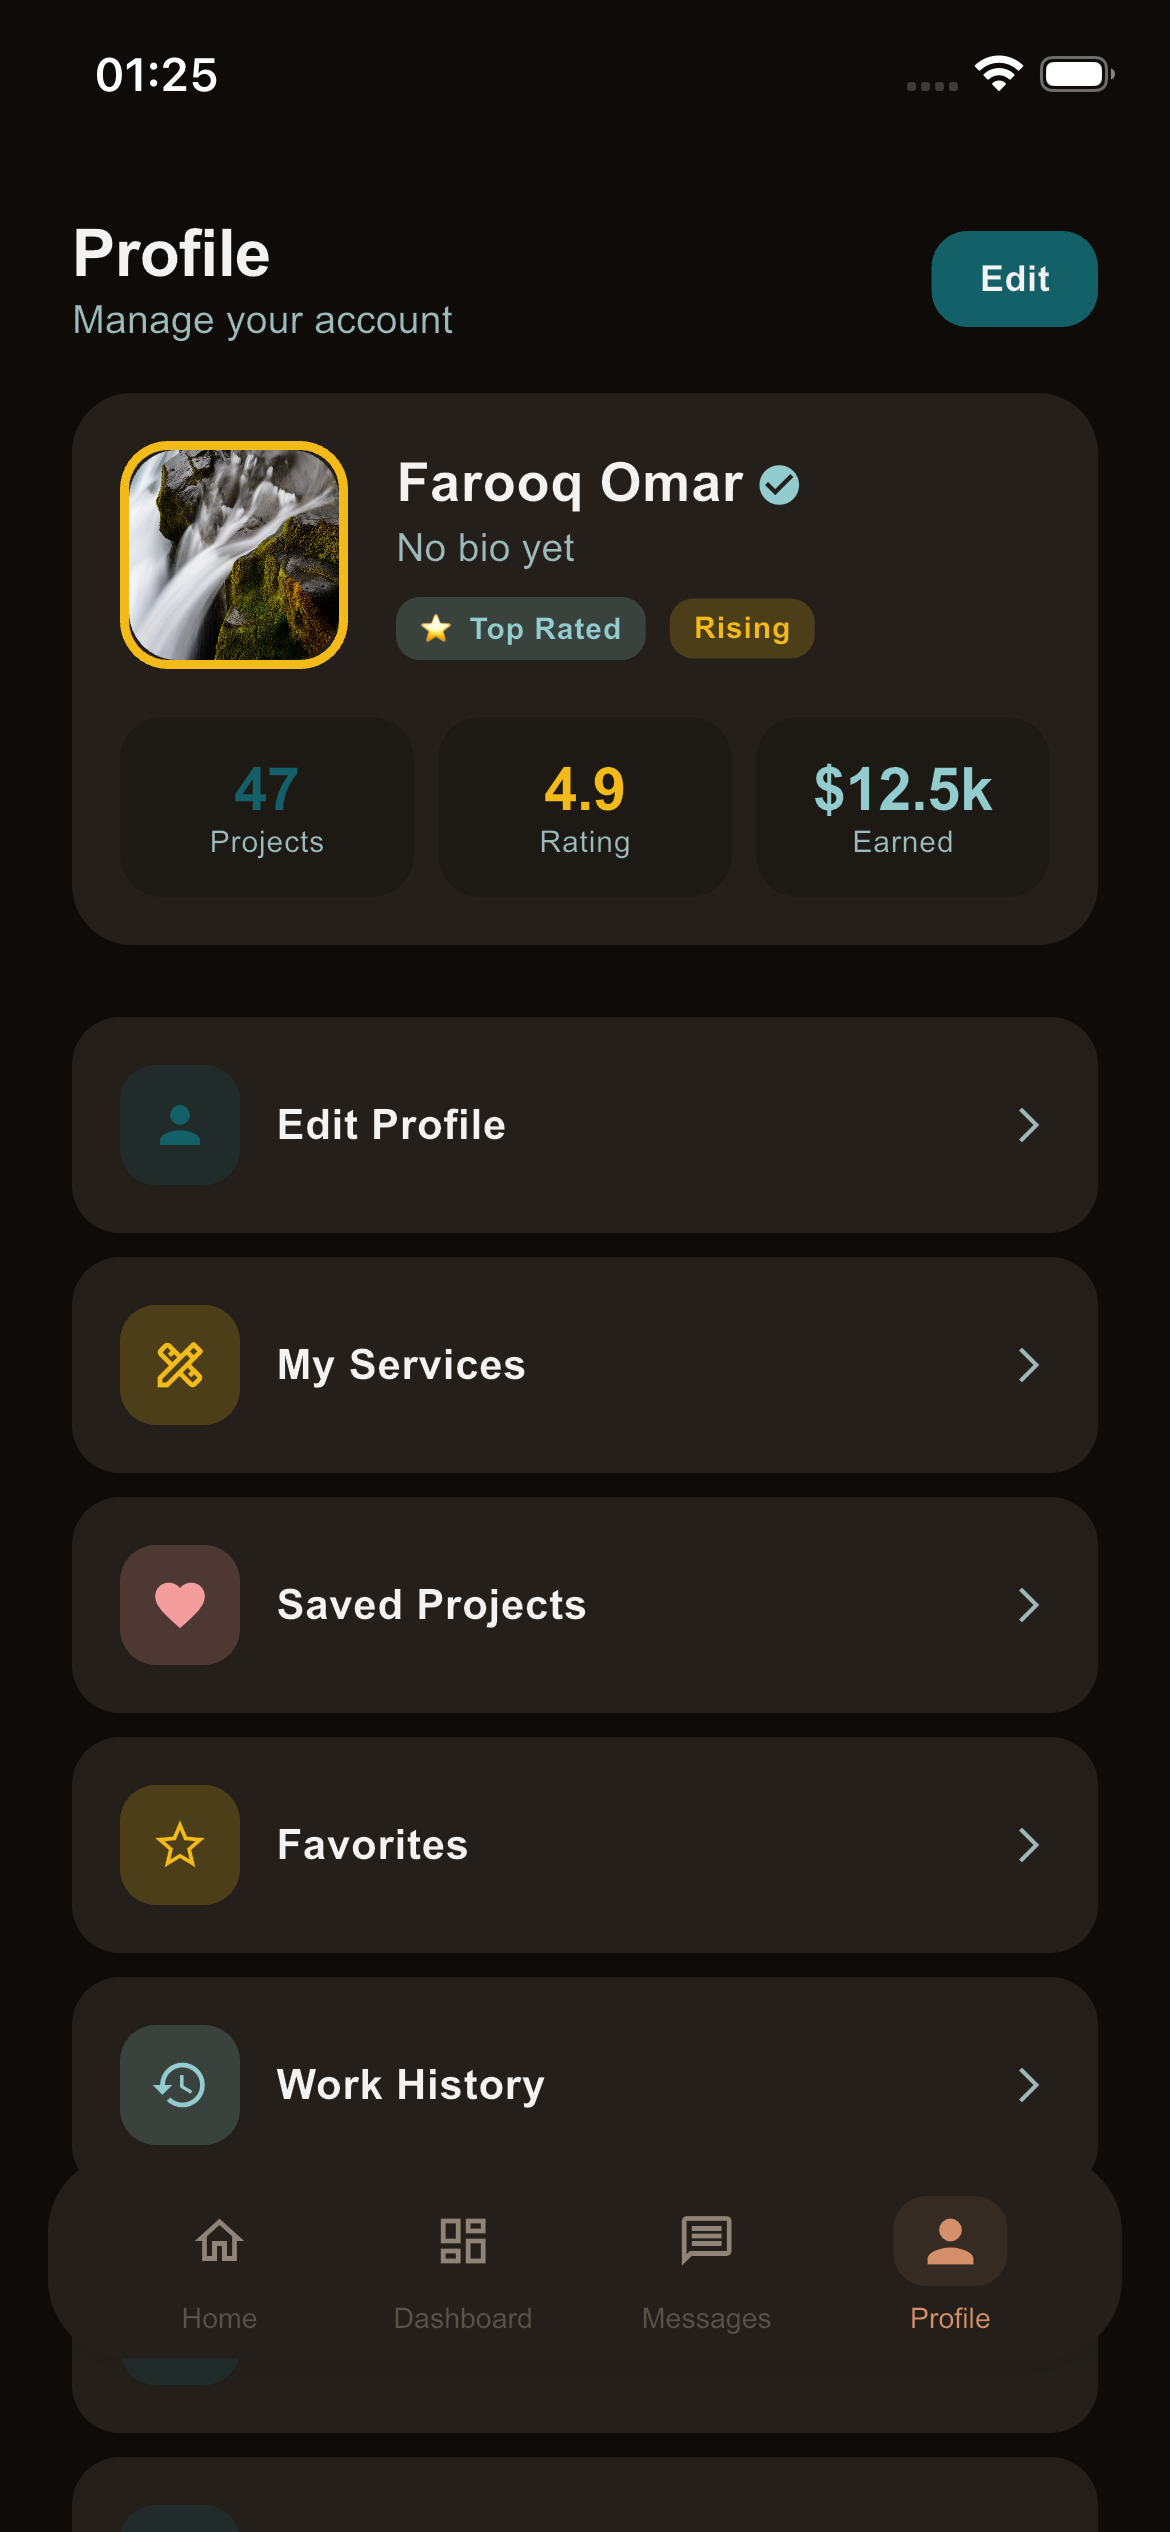 01:25
Profile
Manage your account
Edit
Farooq Omar
No bio yet
⭐ Top Rated
Rising
47
Projects
4.9
Rating
$12.5k
Earned
Edit Profile
My Services
Saved Projects
Favorites
Work History
Home
Dashboard
Messages
Profile